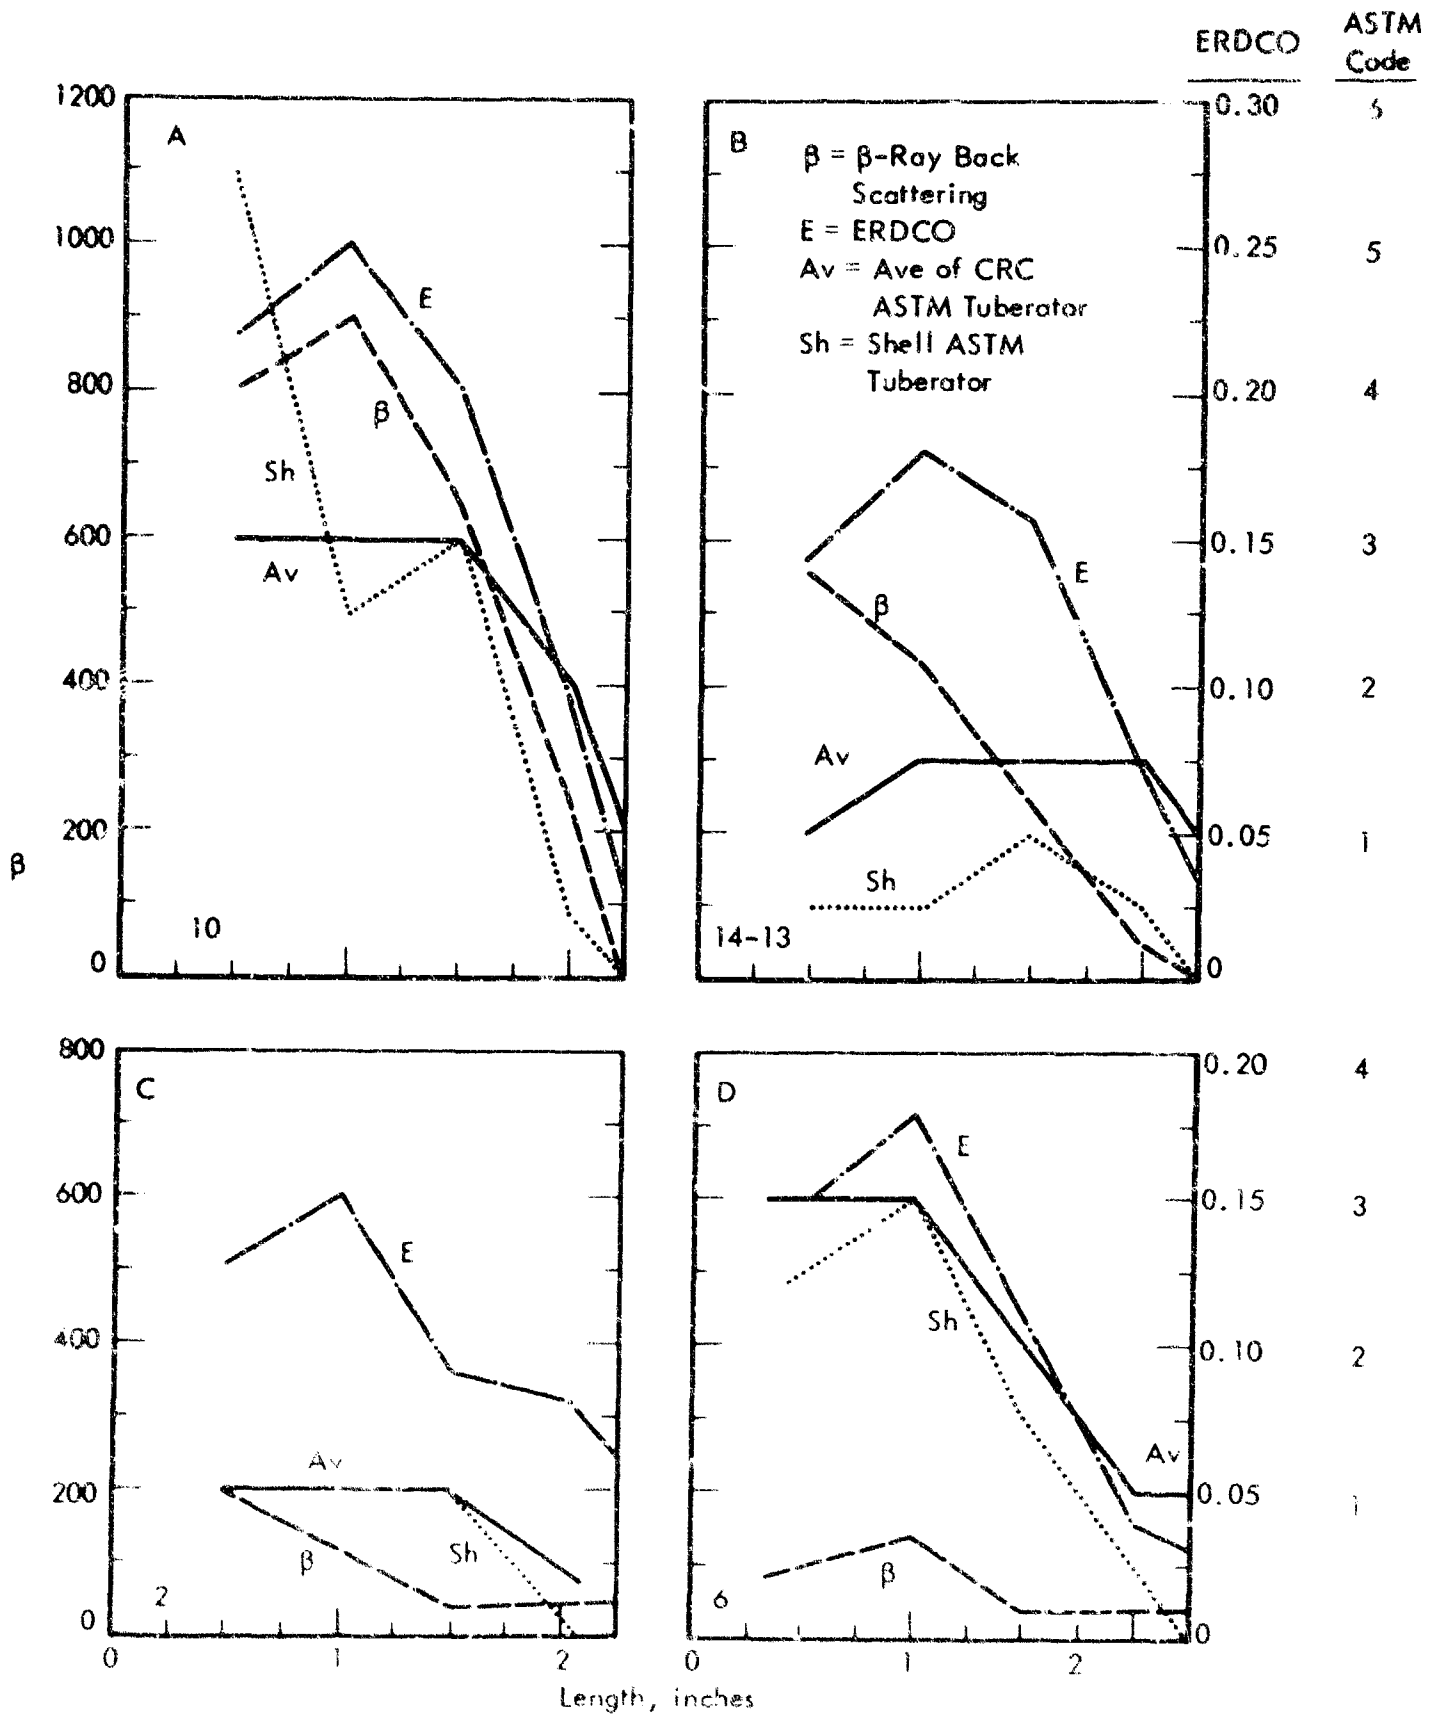 ERDCO
ASTM
Code
1200
1000
800
600
400
200
0
β
A
E
β
Sh
Av
10
B
β = β-Ray Back
Scattering
E = ERDCO
Av = Ave of CRC
ASTM Tuberator
Sh = Shell ASTM
Tuberator
E
β
Av
Sh
14-13
0.30
0.25
0.20
0.15
0.10
0.05
0
5
4
3
2
1
800
600
400
200
0
C
E
Av
β
Sh
2
0
1
2
D
E
Sh
Av
β
6
0
1
2
0.20
0.15
0.10
0.05
0
4
3
2
1
Length, inches